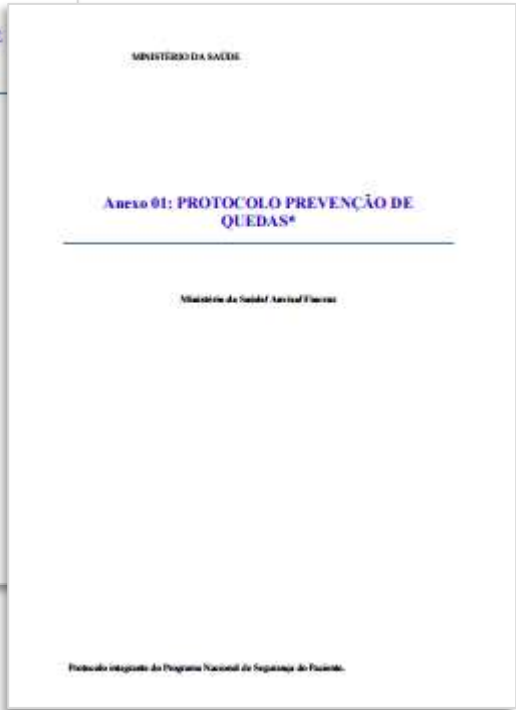 MINISTÉRIO DA SAÚDE
Anexo 01: PROTOCOLO PREVENÇÃO DE
QUEDAS*
Ministério da Saúde/ Anvisa/ Fiocruz
Protocolo integrante do Programa Nacional de Segurança do Paciente.